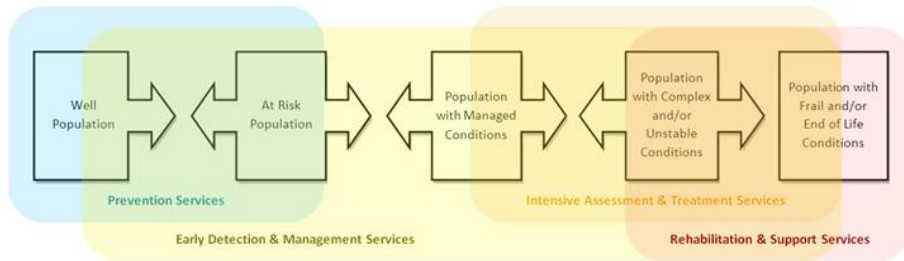 Well
Population
At Risk
Population
Population
with Managed
Conditions
Population
with Complex
and/or
Unstable
Conditions
Population with
Frail and/or
End of Life
Conditions
Prevention Services
Intensive Assessment & Treatment Services
Early Detection & Management Services
Rehabilitation & Support Services